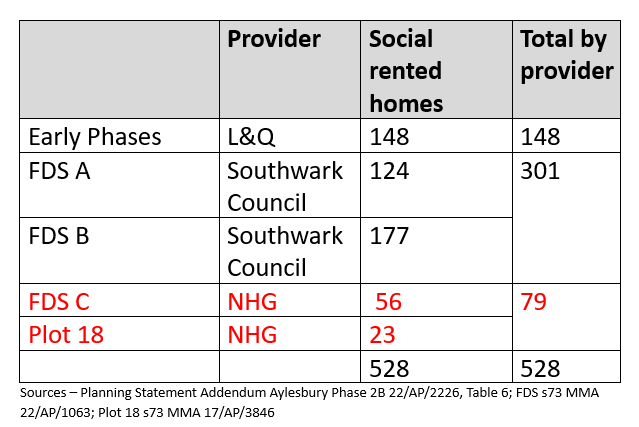 Provider Social rented homes Total by provider
Early Phases L&Q 148 148
FDS A Southwark Council 124 301
FDS B Southwark Council 177
FDS C NHG 56 79
Plot 18 NHG 23
528 528
Sources – Planning Statement Addendum Aylesbury Phase 2B 22/AP/2226, Table 6; FDS s73 MMA
22/AP/1063; Plot 18 s73 MMA 17/AP/3846